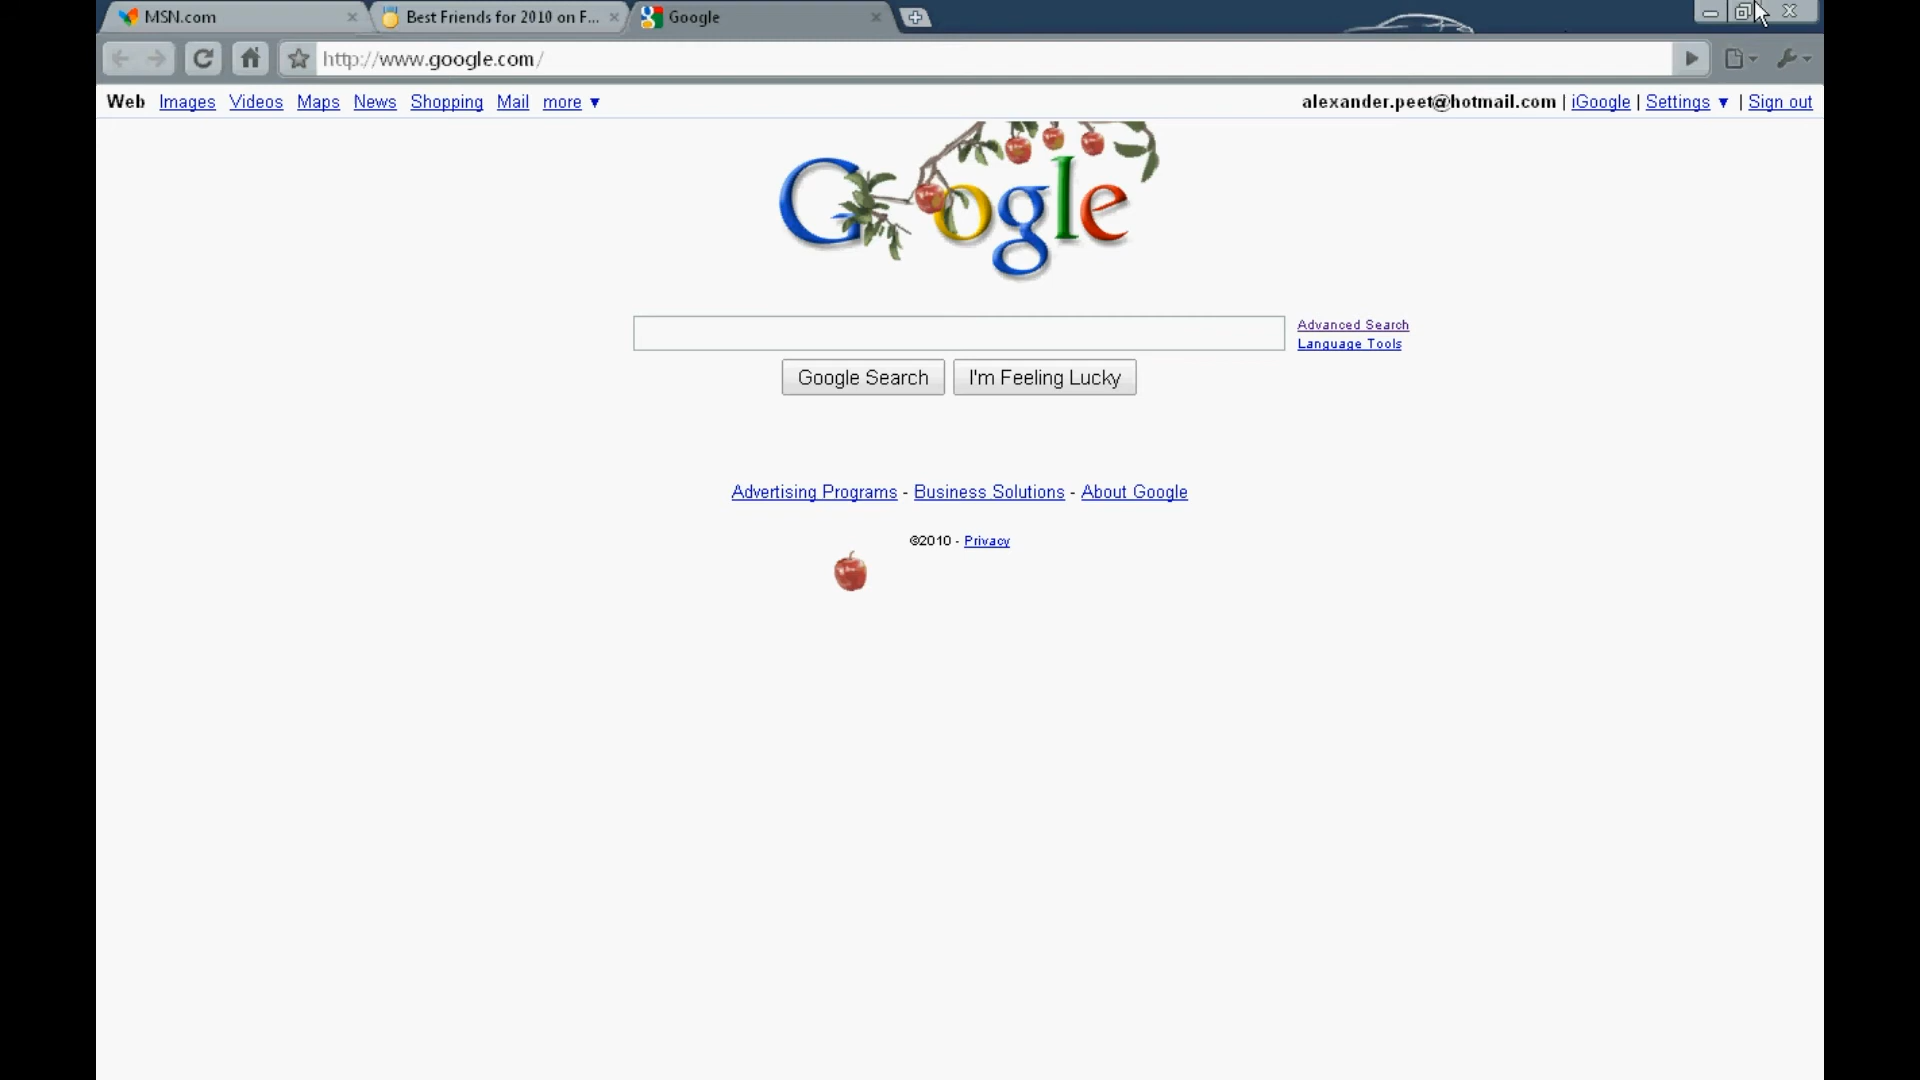 MSN.com
Best Friends for 2010 on F...
Google
http://www.google.com/
Web Images Videos Maps News Shopping Mail more ▼
alexander.peet@hotmail.com | iGoogle | Settings ▼ | Sign out
Google
Advanced Search
Language Tools
Google Search
I'm Feeling Lucky
Advertising Programs - Business Solutions - About Google
©2010 - Privacy